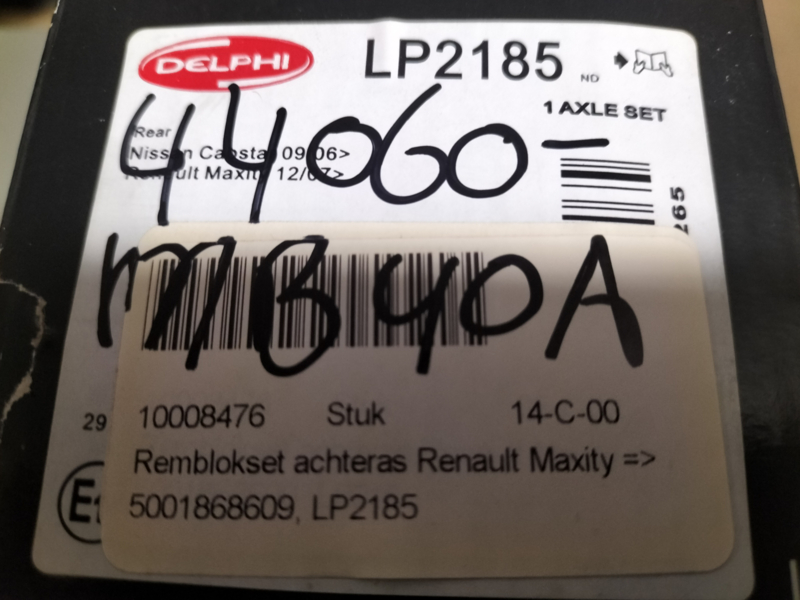 DELPHI
LP2185
ND
1 AXLE SET
Rear
Nissan Cabstar 09/06>
Renault Maxity 12/07>
44060-
265
MB40A
29
10008476 Stuk 14-C-00
Remblokset achteras Renault Maxity =>
5001868609, LP2185